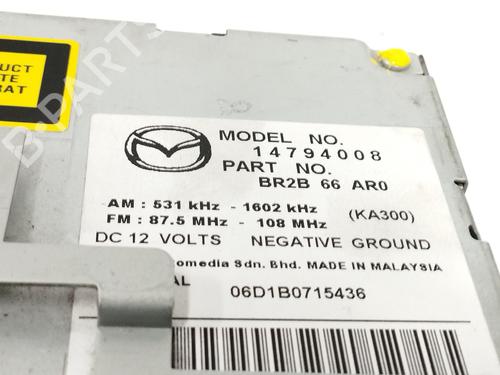 UCT
TE
RAT
B-PARTS
MODEL NO.
14794008
PART NO.
BR2B 66 AR0
AM : 531 kHz - 1602 kHz
FM : 87.5 MHz - 108 MHz
(KA300)
DC 12 VOLTS NEGATIVE GROUND
omedia Sdn. Bhd. MADE IN MALAYSIA
AL
06D1B0715436